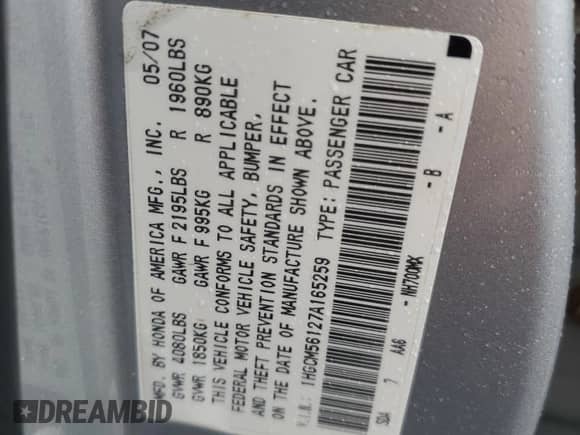 MFD. BY HONDA OF AMERICA MFG., INC. 05/07
GVWR 4080LBS GAWR F 2195LBS R 1960LBS
GVWR 1850KG GAWR F 995KG R 890KG
THIS VEHICLE CONFORMS TO ALL APPLICABLE
FEDERAL MOTOR VEHICLE SAFETY, BUMPER,
AND THEFT PREVENTION STANDARDS IN EFFECT
ON THE DATE OF MANUFACTURE SHOWN ABOVE.
V.I.N.: 1HGCM56127A165259 TYPE: PASSENGER CAR
SDA 7 AA6 - NH700MX - B - A
DREAMBID